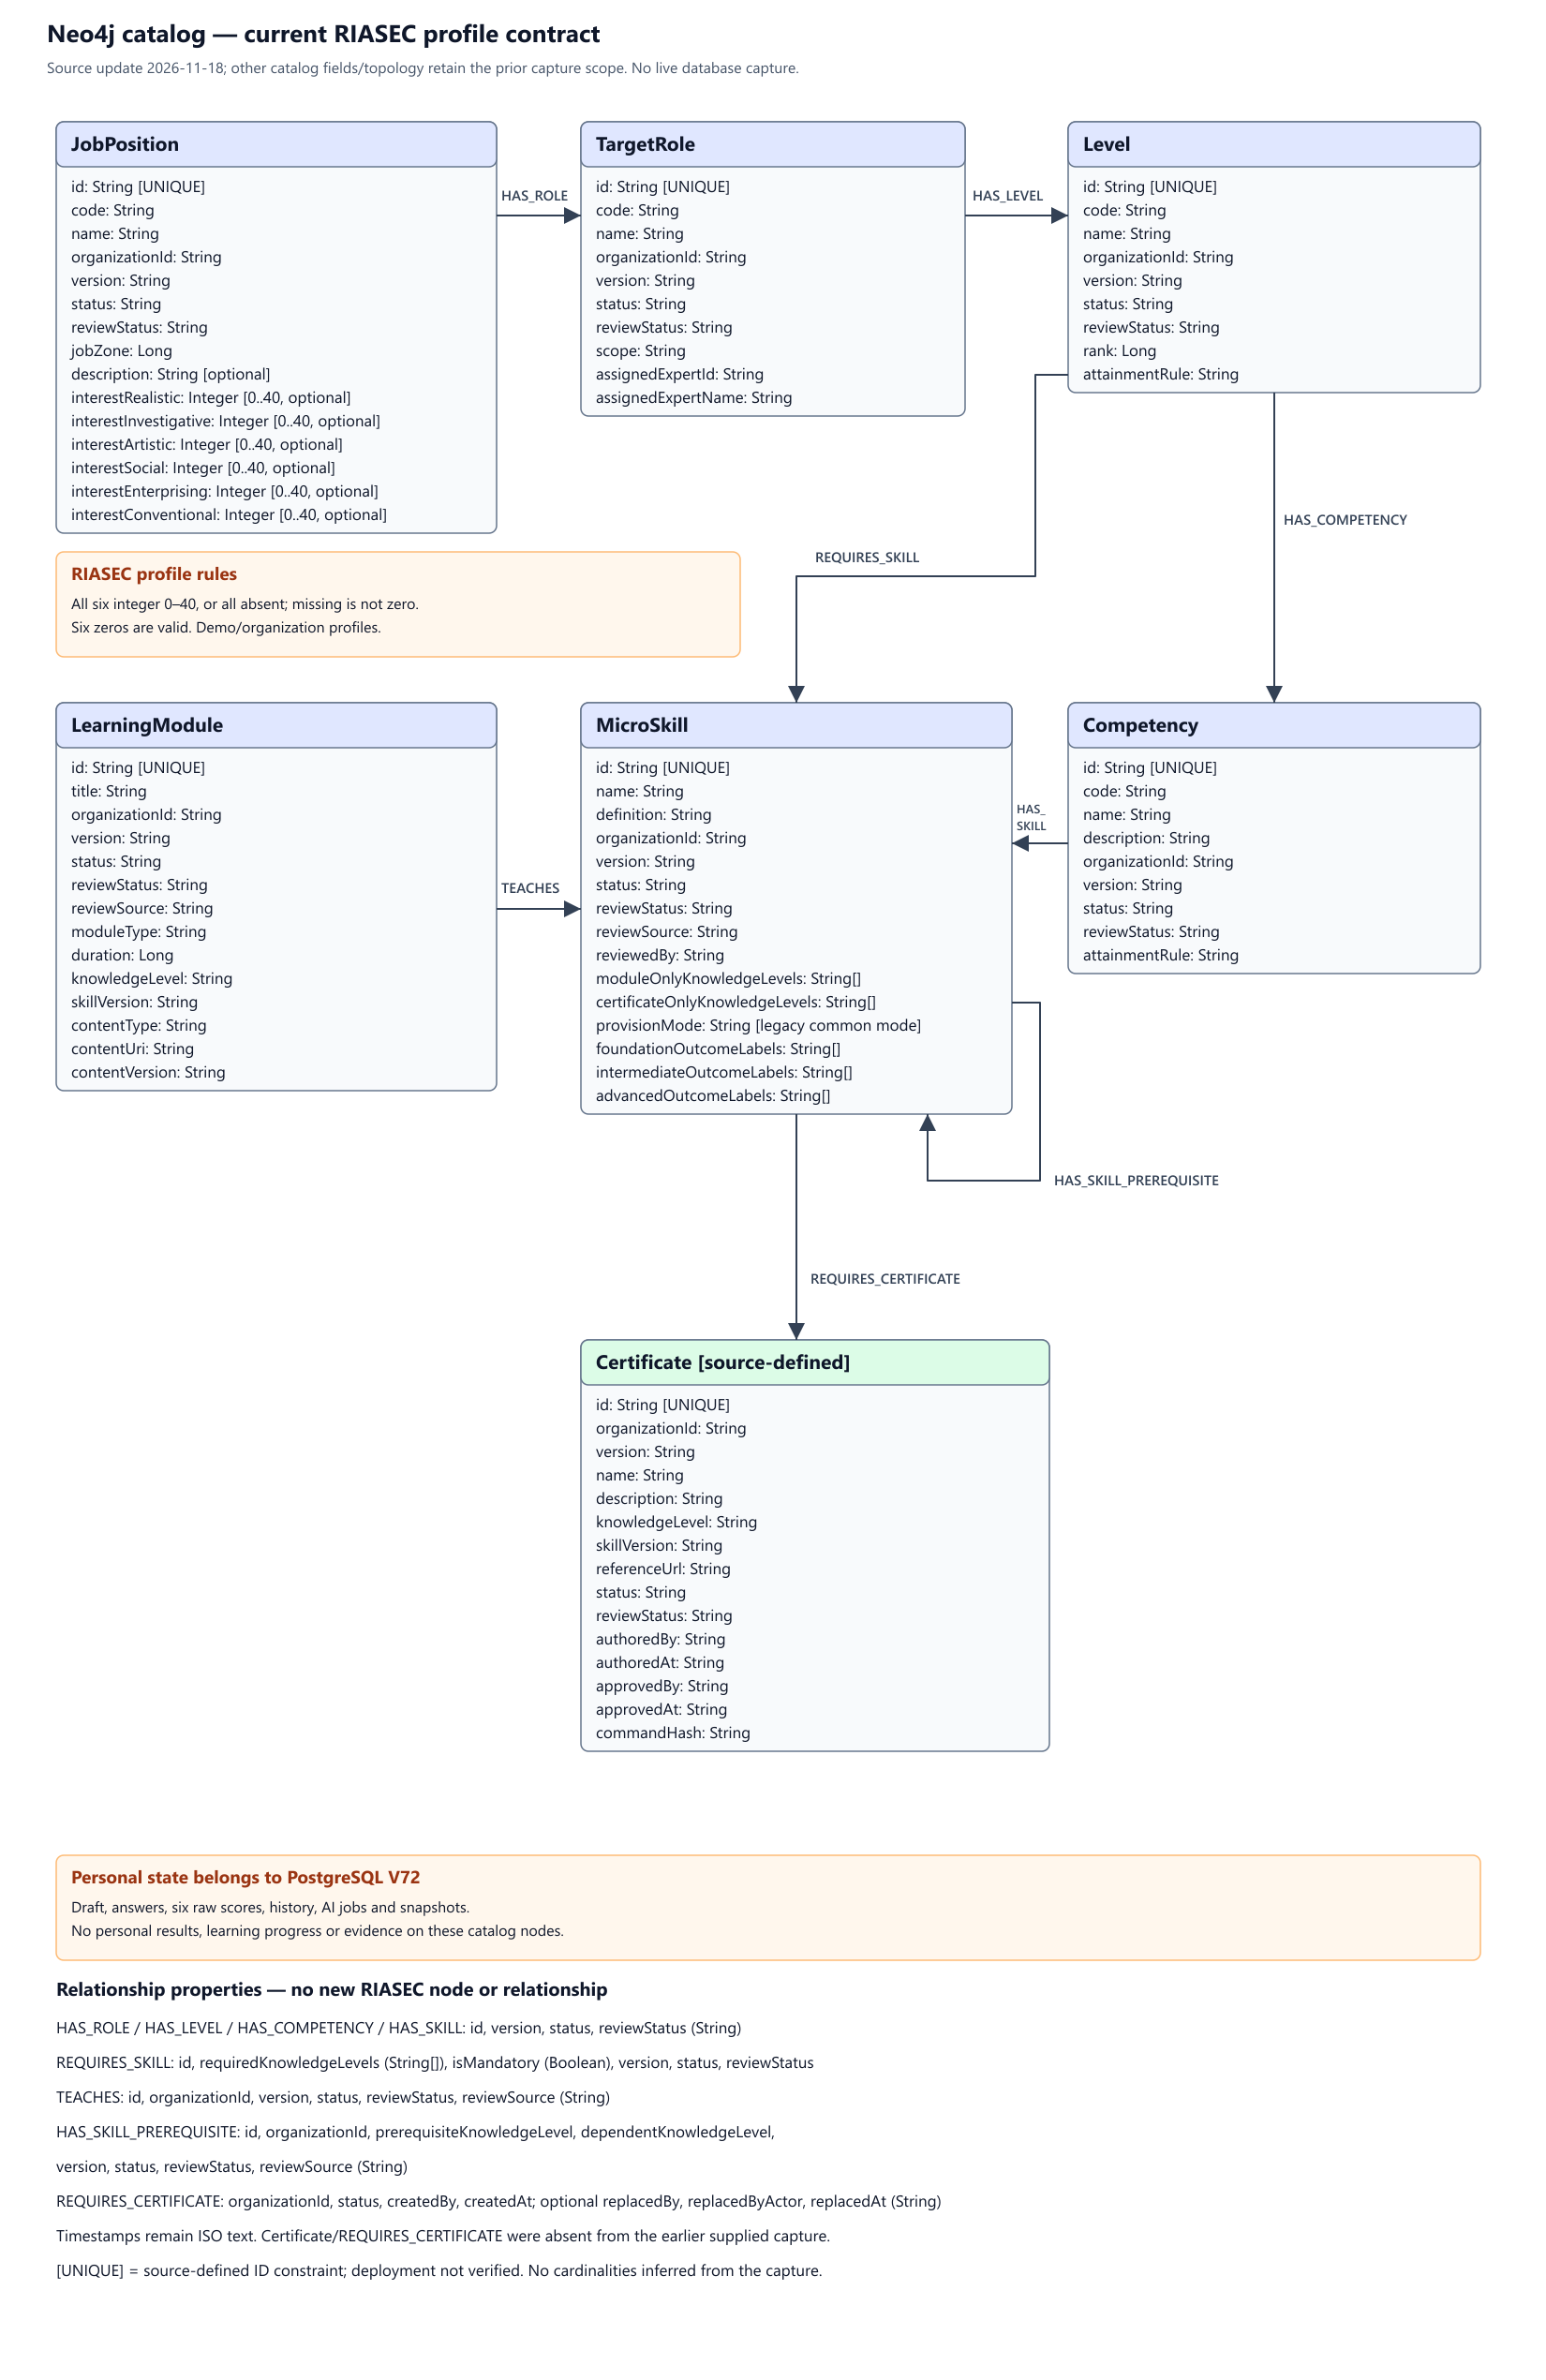 Neo4j catalog — current RIASEC profile contract
Source update 2026-11-18; other catalog fields/topology retain the prior capture scope. No live database capture.
JobPosition
id: String [UNIQUE]
code: String
name: String
organizationId: String
version: String
status: String
reviewStatus: String
jobZone: Long
description: String [optional]
interestRealistic: Integer [0..40, optional]
interestInvestigative: Integer [0..40, optional]
interestArtistic: Integer [0..40, optional]
interestSocial: Integer [0..40, optional]
interestEnterprising: Integer [0..40, optional]
interestConventional: Integer [0..40, optional]
HAS_ROLE
TargetRole
id: String [UNIQUE]
code: String
name: String
organizationId: String
version: String
status: String
reviewStatus: String
scope: String
assignedExpertId: String
assignedExpertName: String
HAS_LEVEL
Level
id: String [UNIQUE]
code: String
name: String
organizationId: String
version: String
status: String
reviewStatus: String
rank: Long
attainmentRule: String
HAS_COMPETENCY
REQUIRES_SKILL
RIASEC profile rules
All six integer 0–40, or all absent; missing is not zero.
Six zeros are valid. Demo/organization profiles.
LearningModule
id: String [UNIQUE]
title: String
organizationId: String
version: String
status: String
reviewStatus: String
reviewSource: String
moduleType: String
duration: Long
knowledgeLevel: String
skillVersion: String
contentType: String
contentUri: String
contentVersion: String
TEACHES
MicroSkill
id: String [UNIQUE]
name: String
definition: String
organizationId: String
version: String
status: String
reviewStatus: String
reviewSource: String
reviewedBy: String
moduleOnlyKnowledgeLevels: String[]
certificateOnlyKnowledgeLevels: String[]
provisionMode: String [legacy common mode]
foundationOutcomeLabels: String[]
intermediateOutcomeLabels: String[]
advancedOutcomeLabels: String[]
HAS_
SKILL
Competency
id: String [UNIQUE]
code: String
name: String
description: String
organizationId: String
version: String
status: String
reviewStatus: String
attainmentRule: String
HAS_SKILL_PREREQUISITE
REQUIRES_CERTIFICATE
Certificate [source-defined]
id: String [UNIQUE]
organizationId: String
version: String
name: String
description: String
knowledgeLevel: String
skillVersion: String
referenceUrl: String
status: String
reviewStatus: String
authoredBy: String
authoredAt: String
approvedBy: String
approvedAt: String
commandHash: String
Personal state belongs to PostgreSQL V72
Draft, answers, six raw scores, history, AI jobs and snapshots.
No personal results, learning progress or evidence on these catalog nodes.
Relationship properties — no new RIASEC node or relationship
HAS_ROLE / HAS_LEVEL / HAS_COMPETENCY / HAS_SKILL: id, version, status, reviewStatus (String)
REQUIRES_SKILL: id, requiredKnowledgeLevels (String[]), isMandatory (Boolean), version, status, reviewStatus
TEACHES: id, organizationId, version, status, reviewStatus, reviewSource (String)
HAS_SKILL_PREREQUISITE: id, organizationId, prerequisiteKnowledgeLevel, dependentKnowledgeLevel,
version, status, reviewStatus, reviewSource (String)
REQUIRES_CERTIFICATE: organizationId, status, createdBy, createdAt; optional replacedBy, replacedByActor, replacedAt (String)
Timestamps remain ISO text. Certificate/REQUIRES_CERTIFICATE were absent from the earlier supplied capture.
[UNIQUE] = source-defined ID constraint; deployment not verified. No cardinalities inferred from the capture.